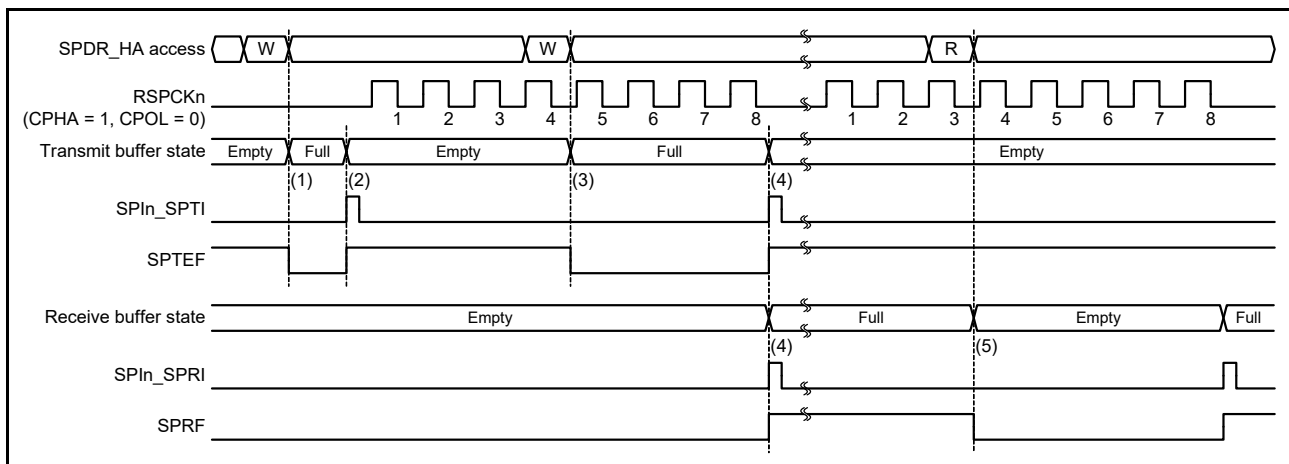 SPDR_HA access W W R
RSPCKn
(CPHA = 1, CPOL = 0)
1 2 3 4 5 6 7 8 1 2 3 4 5 6 7 8
Transmit buffer state Empty Full Empty Full Empty
(1) (2) (3) (4)
SPIn_SPTI
SPTEF
Receive buffer state Empty Full Empty Full
(4) (5)
SPIn_SPRI
SPRF